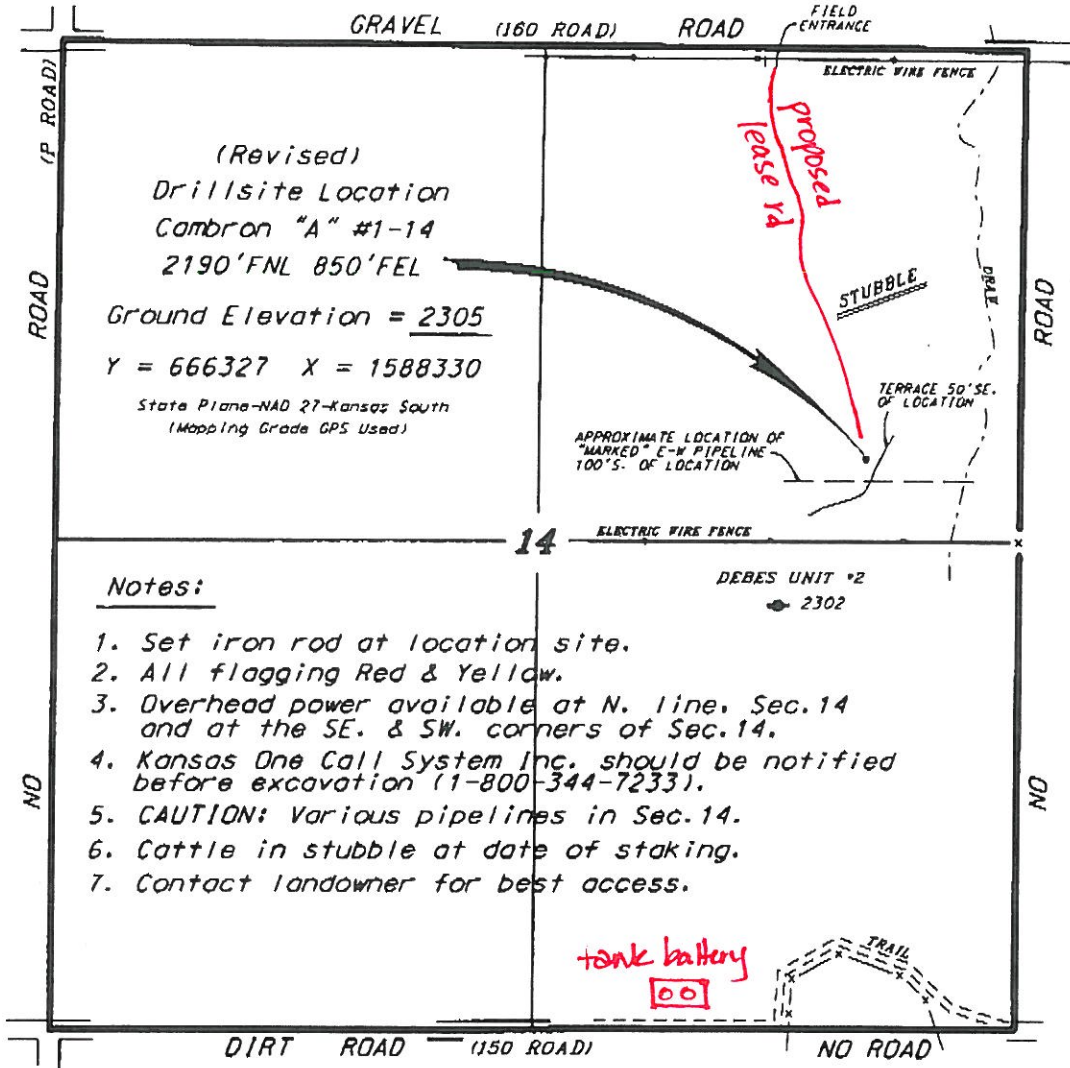 GRAVEL (160 ROAD) ROAD
FIELD
ENTRANCE
ELECTRIC WIRE FENCE
(P ROAD)
ROAD
NO
proposed
lease rd
(Revised)
Drillsite Location
Cambron "A" #1-14
2190'FNL 850'FEL
Ground Elevation = 2305
Y = 666327 X = 1588330
State Plane-NAD 27-Kansas South
(Mapping Grade GPS Used)
STUBBLE
DRAW
ROAD
NO
TERRACE 50'SE.
OF LOCATION
APPROXIMATE LOCATION OF
"MARKED" E-W PIPELINE
100'S. OF LOCATION
14
ELECTRIC WIRE FENCE
DEBES UNIT #2
2302
Notes:
1. Set iron rod at location site.
2. All flagging Red & Yellow.
3. Overhead power available at N. line, Sec.14
and at the SE. & SW. corners of Sec.14.
4. Kansas One Call System Inc. should be notified
before excavation (1-800-344-7233).
5. CAUTION: Various pipelines in Sec.14.
6. Cattle in stubble at date of staking.
7. Contact landowner for best access.
tank battery
TRAIL
DIRT ROAD (150 ROAD) NO ROAD